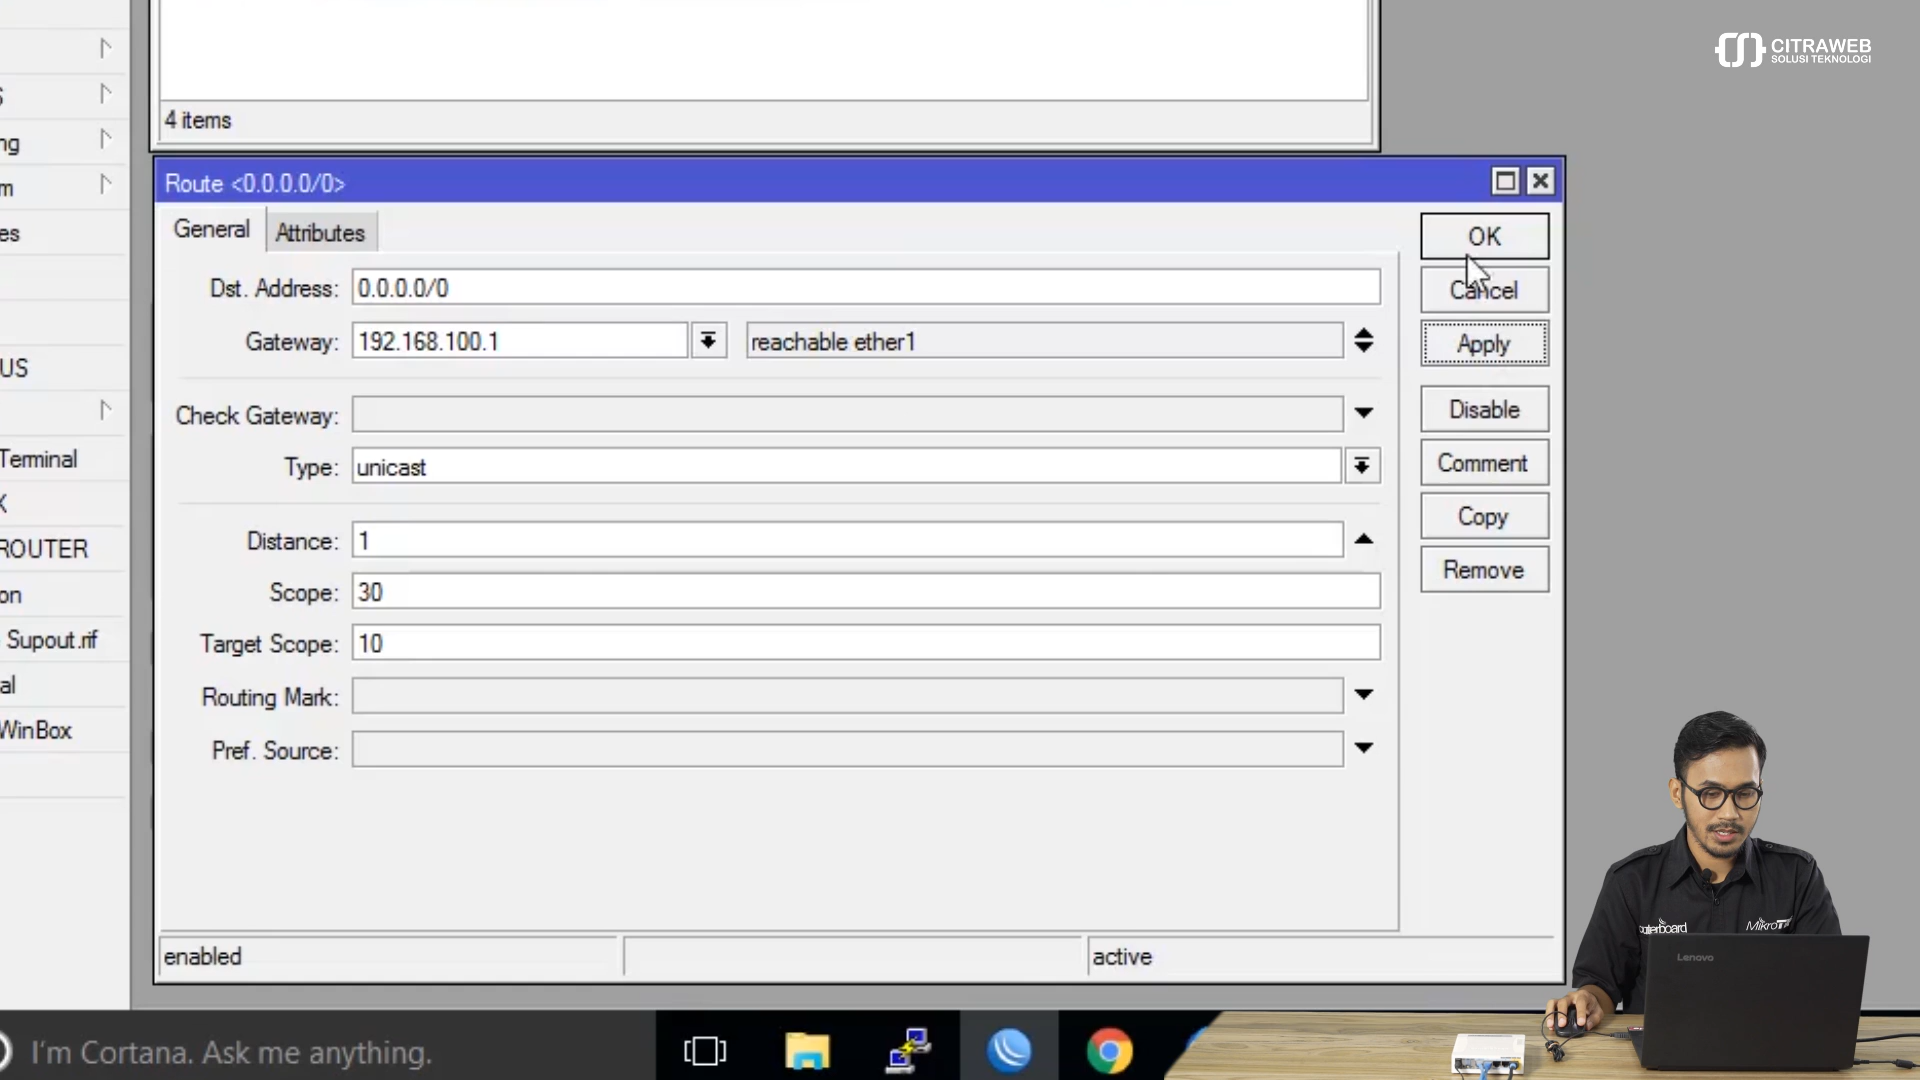 CITRAWEB
SOLUSI TEKNOLOGI
S
ng
m
es
US
Terminal
X
ROUTER
on
Supout.rif
al
WinBox
4 items
Route <0.0.0.0/0>
General
Attributes
Dst. Address: 0.0.0.0/0
Gateway: 192.168.100.1 reachable ether1
Check Gateway:
Type: unicast
Distance: 1
Scope: 30
Target Scope: 10
Routing Mark:
Pref. Source:
OK
Cancel
Apply
Disable
Comment
Copy
Remove
enabled
active
I'm Cortana. Ask me anything.
routerboard
MikroTi
Lenovo